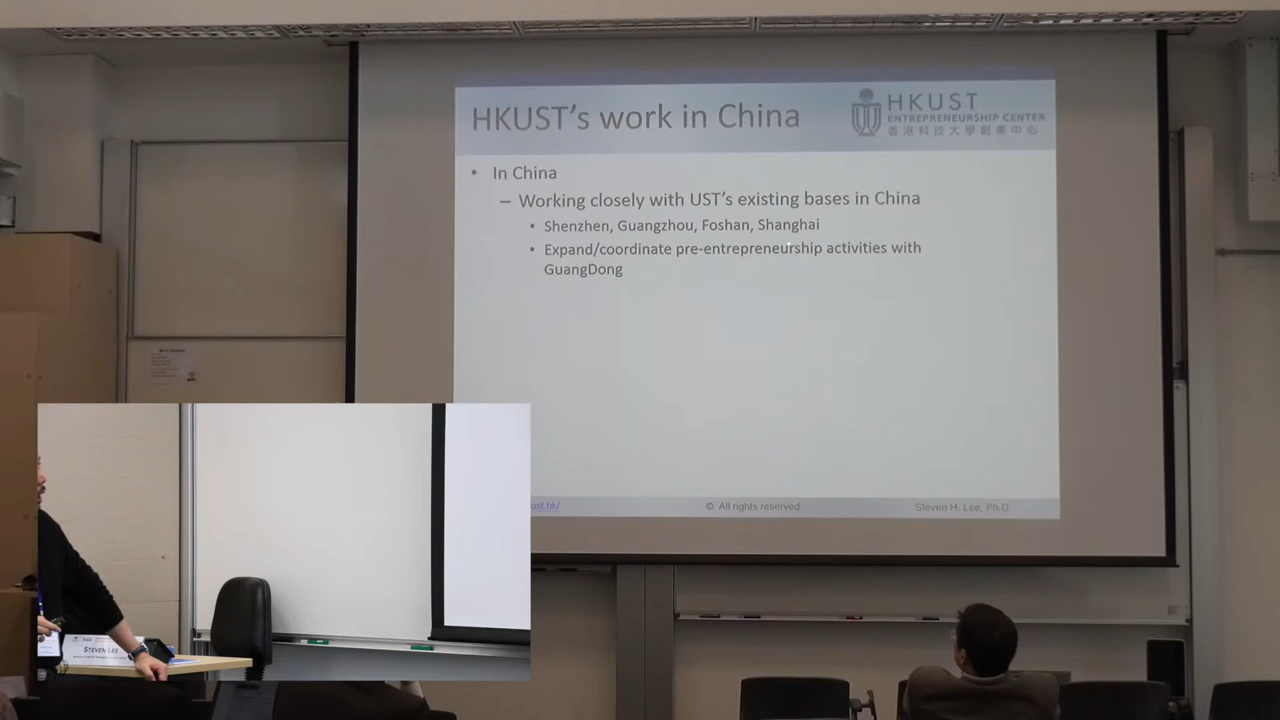 HKUST's work in China
HKUST
ENTREPRENEURSHIP CENTER
香港科技大學創業中心
• In China
– Working closely with UST's existing bases in China
• Shenzhen, Guangzhou, Foshan, Shanghai
• Expand/coordinate pre-entrepreneurship activities with
GuangDong
ust.hk/
© All rights reserved
Steven H. Lee, Ph.D
STEVEN LEE